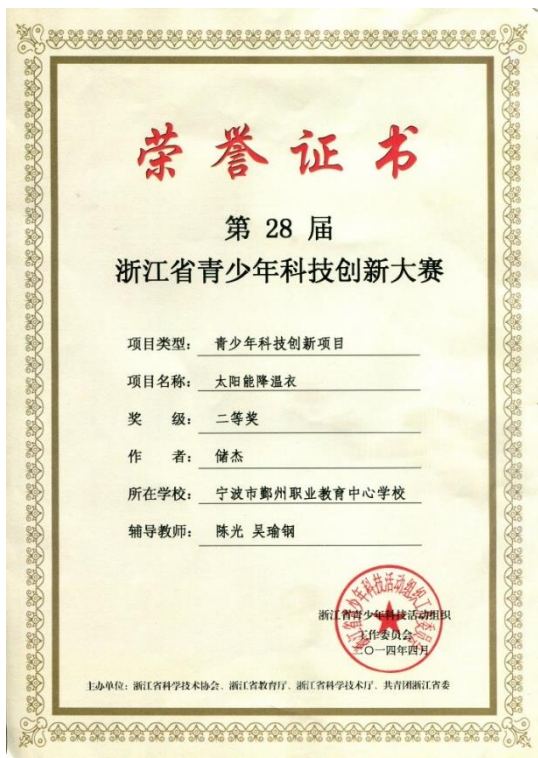 荣誉证书
第 28 届
浙江省青少年科技创新大赛
项目类型: 青少年科技创新项目
项目名称: 太阳能降温衣
奖 级: 二等奖
作 者: 储杰
所在学校: 宁波市鄞州职业教育中心学校
辅导教师: 陈光 吴瑜钢
浙江省青少年科技活动组织
工作委员会
二〇一四年四月
主办单位: 浙江省科学技术协会、浙江省教育厅、浙江省科学技术厅、共青团浙江省委